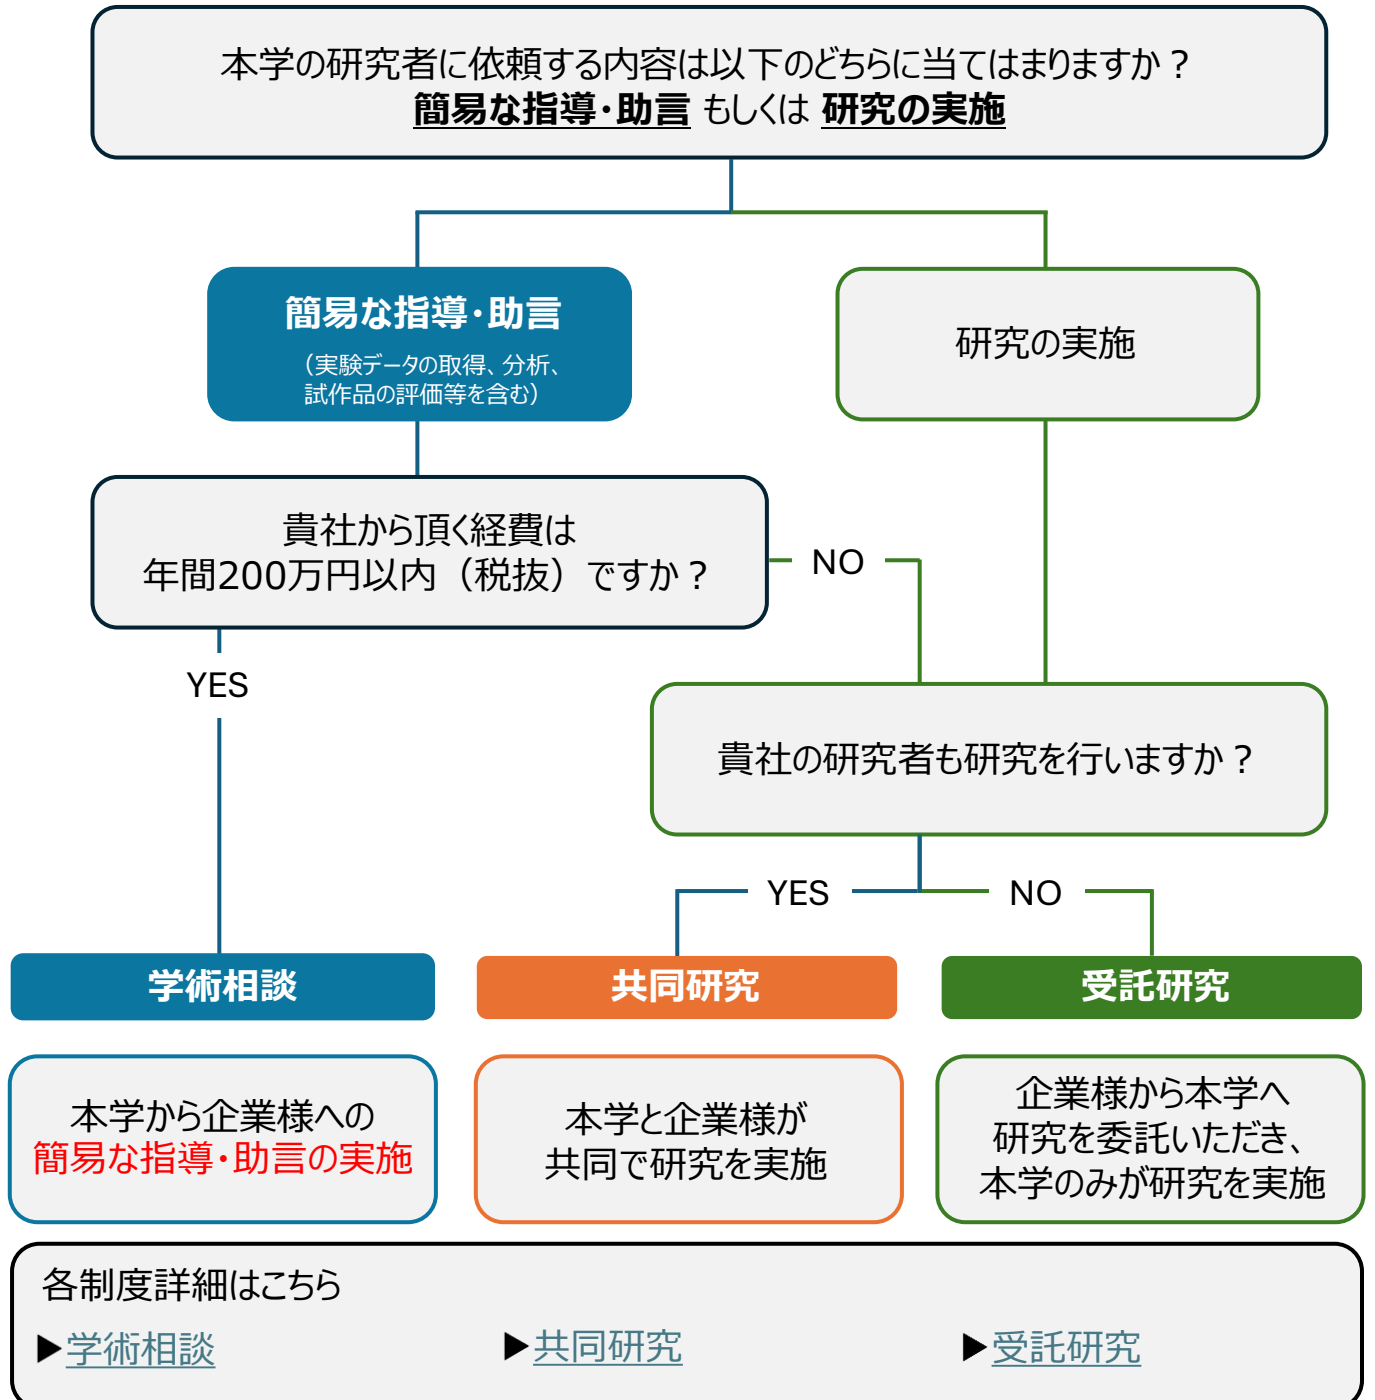 本学の研究者に依頼する内容は以下のどちらに当てはまりますか？
簡易な指導・助言 もしくは 研究の実施
簡易な指導・助言
（実験データの取得、分析、
試作品の評価等を含む）
研究の実施
貴社から頂く経費は
年間200万円以内（税抜）ですか？
NO
YES
貴社の研究者も研究を行いますか？
YES
NO
学術相談
共同研究
受託研究
本学から企業様への
簡易な指導・助言の実施
本学と企業様が
共同で研究を実施
企業様から本学へ
研究を委託いただき、
本学のみが研究を実施
各制度詳細はこちら
▶学術相談
▶共同研究
▶受託研究